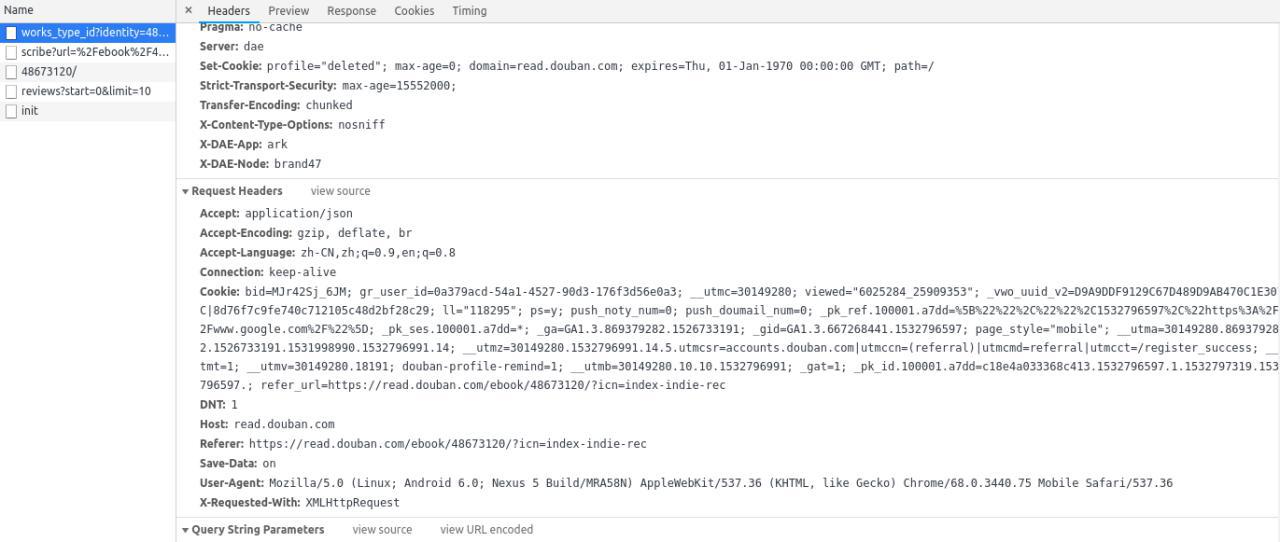 Name
× Headers Preview Response Cookies Timing
works_type_id?identity=48...
scribe?url=%2Febook%2F4...
48673120/
reviews?start=0&limit=10
init
Pragma: no-cache
Server: dae
Set-Cookie: profile="deleted"; max-age=0; domain=read.douban.com; expires=Thu, 01-Jan-1970 00:00:00 GMT; path=/
Strict-Transport-Security: max-age=15552000;
Transfer-Encoding: chunked
X-Content-Type-Options: nosniff
X-DAE-App: ark
X-DAE-Node: brand47
▼ Request Headers view source
Accept: application/json
Accept-Encoding: gzip, deflate, br
Accept-Language: zh-CN,zh;q=0.9,en;q=0.8
Connection: keep-alive
Cookie: bid=MJr42Sj_6JM; gr_user_id=0a379acd-54a1-4527-90d3-176f3d56e0a3; __utmc=30149280; viewed="6025284_25909353"; _vwo_uuid_v2=D9A9DDF9129C67D489D9AB470C1E30
C|8d76f7c9fe740c712105c48d2bf28c29; ll="118295"; ps=y; push_noty_num=0; push_doumail_num=0; _pk_ref.100001.a7dd=%5B%22%22%2C%22%22%2C1532796597%2C%22https%3A%2F
2Fwww.google.com%2F%22%5D; _pk_ses.100001.a7dd=*; _ga=GA1.3.869379282.1526733191; _gid=GA1.3.667268441.1532796597; page_style="mobile"; __utma=30149280.86937928
2.1526733191.1531998990.1532796991.14; __utmz=30149280.1532796991.14.5.utmcsr=accounts.douban.com|utmccn=(referral)|utmcmd=referral|utmcct=/register_success; __
tmt=1; __utmv=30149280.18191; douban-profile-remind=1; __utmb=30149280.10.10.1532796991; _gat=1; _pk_id.100001.a7dd=c18e4a033368c413.1532796597.1.1532797319.153
796597.; refer_url=https://read.douban.com/ebook/48673120/?icn=index-indie-rec
DNT: 1
Host: read.douban.com
Referer: https://read.douban.com/ebook/48673120/?icn=index-indie-rec
Save-Data: on
User-Agent: Mozilla/5.0 (Linux; Android 6.0; Nexus 5 Build/MRA58N) AppleWebKit/537.36 (KHTML, like Gecko) Chrome/68.0.3440.75 Mobile Safari/537.36
X-Requested-With: XMLHttpRequest
▼ Query String Parameters view source view URL encoded